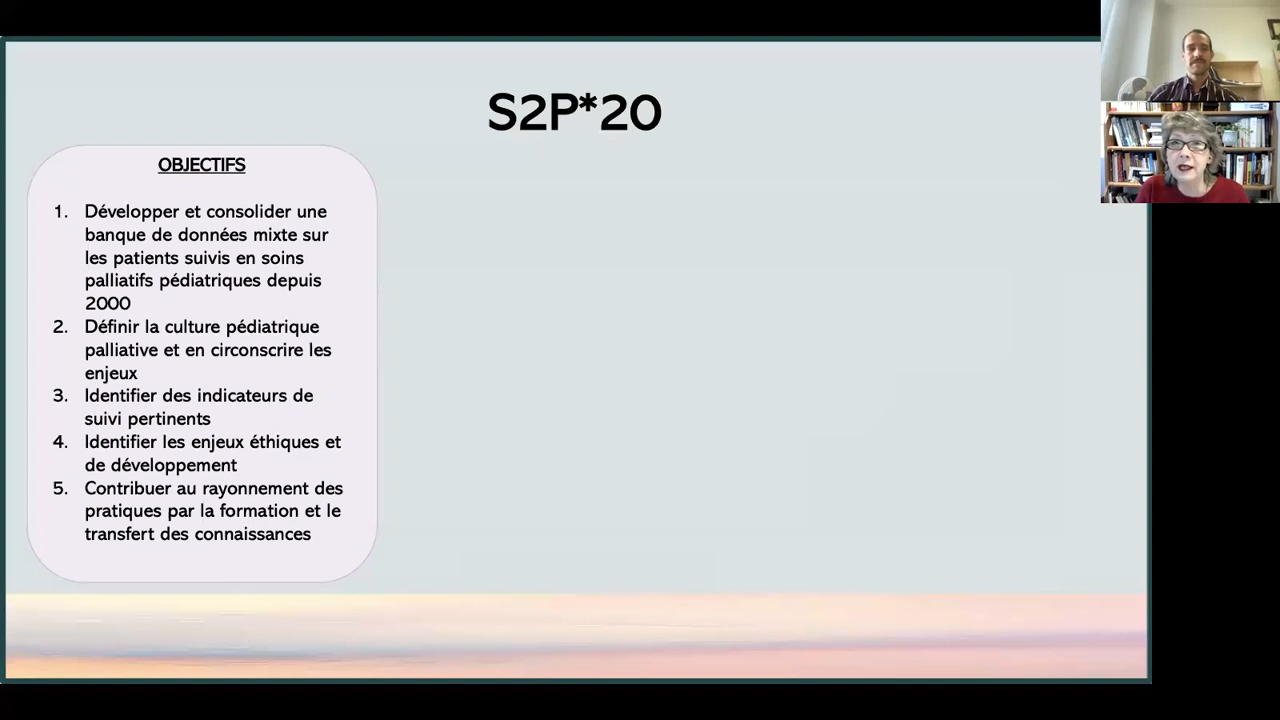 S2P*20
OBJECTIFS
1. Développer et consolider une
banque de données mixte sur
les patients suivis en soins
palliatifs pédiatriques depuis
2000
2. Définir la culture pédiatrique
palliative et en circonscrire les
enjeux
3. Identifier des indicateurs de
suivi pertinents
4. Identifier les enjeux éthiques et
de développement
5. Contribuer au rayonnement des
pratiques par la formation et le
transfert des connaissances